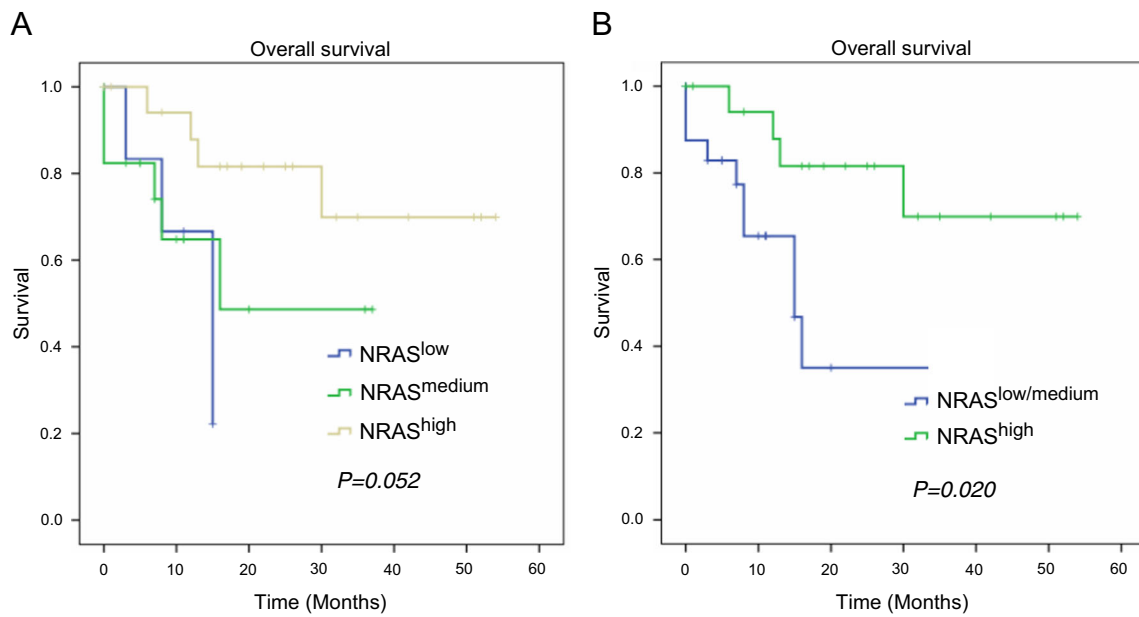 A
Overall survival
1.0
0.8
0.6
0.4
0.2
0.0
Survival
NRASlow
NRASmedium
NRAShigh
P=0.052
0 10 20 30 40 50 60
Time (Months)
B
Overall survival
1.0
0.8
0.6
0.4
0.2
0.0
Survival
NRASlow/medium
NRAShigh
P=0.020
0 10 20 30 40 50 60
Time (Months)